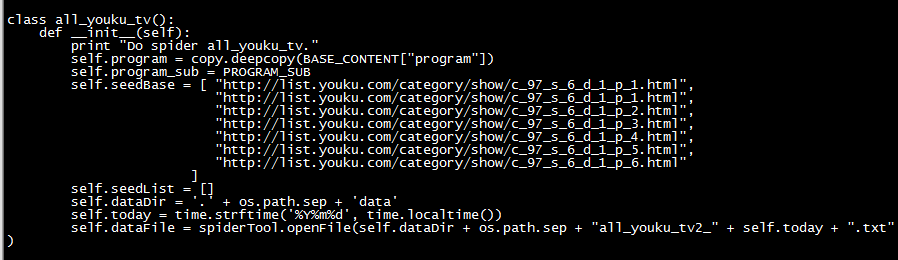 class all_youku_tv():
    def __init__(self):
        print "Do spider all_youku_tv."
        self.program = copy.deepcopy(BASE_CONTENT["program"])
        self.program_sub = PROGRAM_SUB
        self.seedBase = [ "http://list.youku.com/category/show/c_97_s_6_d_1_p_1.html",
                          "http://list.youku.com/category/show/c_97_s_6_d_1_p_1.html",
                          "http://list.youku.com/category/show/c_97_s_6_d_1_p_2.html",
                          "http://list.youku.com/category/show/c_97_s_6_d_1_p_3.html",
                          "http://list.youku.com/category/show/c_97_s_6_d_1_p_4.html",
                          "http://list.youku.com/category/show/c_97_s_6_d_1_p_5.html",
                          "http://list.youku.com/category/show/c_97_s_6_d_1_p_6.html"
                       ]
        self.seedList = []
        self.dataDir = '.' + os.path.sep + 'data'
        self.today = time.strftime('%Y%m%d', time.localtime())
        self.dataFile = spiderTool.openFile(self.dataDir + os.path.sep + "all_youku_tv2_" + self.today + ".txt"
)